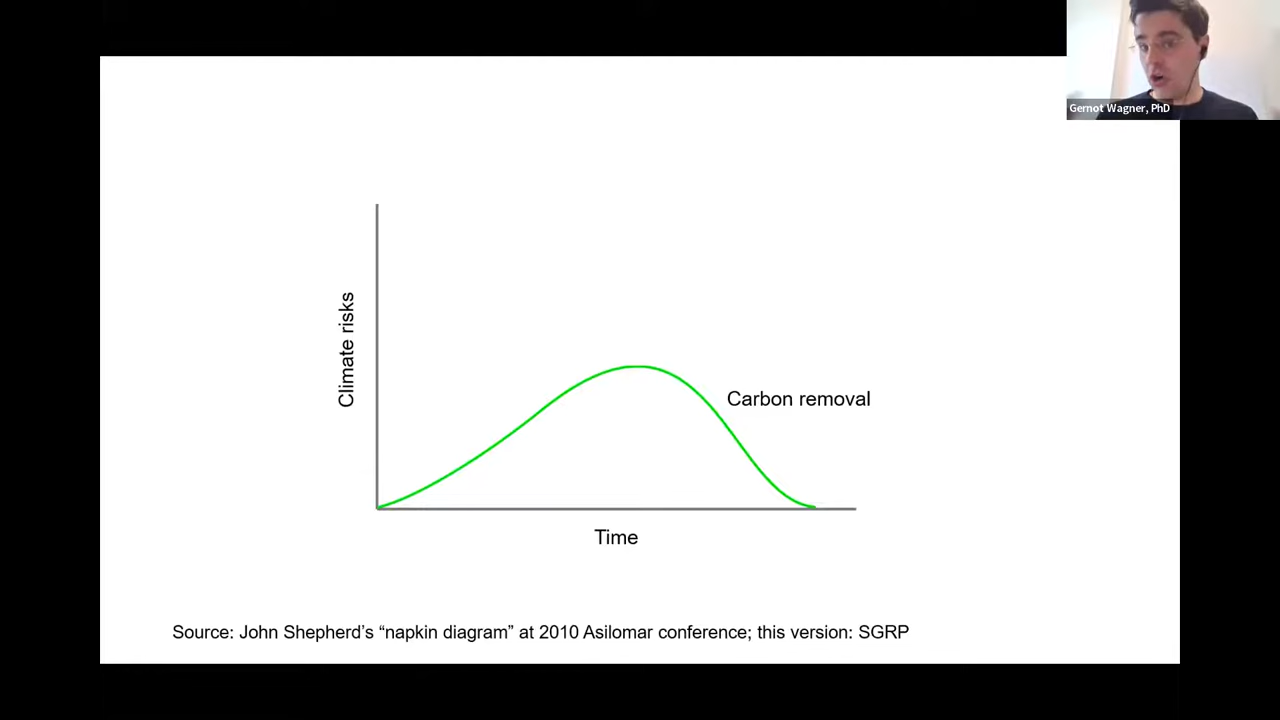 Gernot Wagner, PhD
Climate risks
Carbon removal
Time
Source: John Shepherd’s “napkin diagram” at 2010 Asilomar conference; this version: SGRP